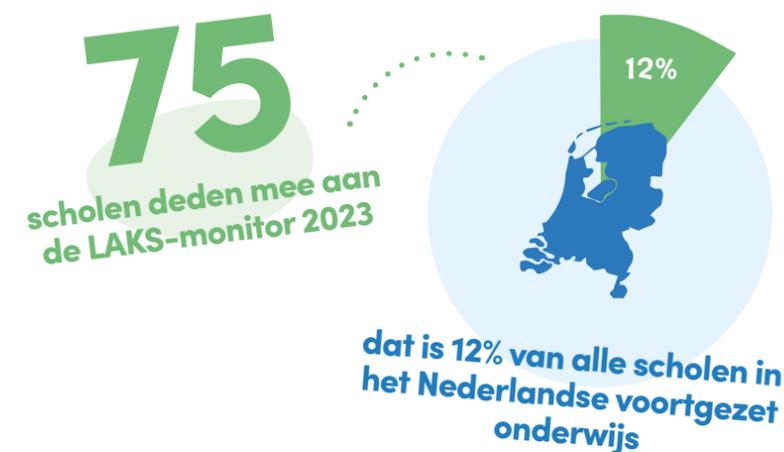 75
scholen deden mee aan
de LAKS-monitor 2023
12%
dat is 12% van alle scholen in
het Nederlandse voortgezet
onderwijs